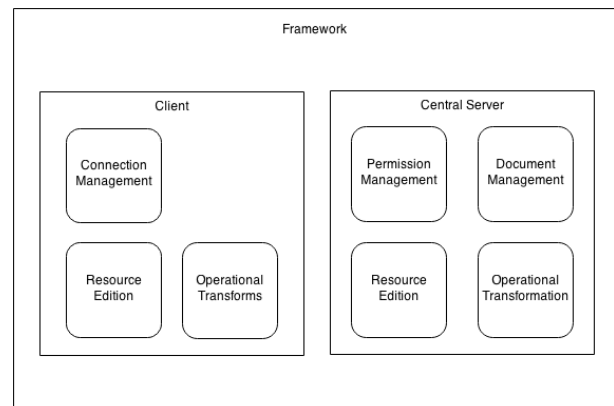 Framework
Client
Connection
Management
Resource
Edition
Operational
Transforms
Central Server
Permission
Management
Document
Management
Resource
Edition
Operational
Transformation